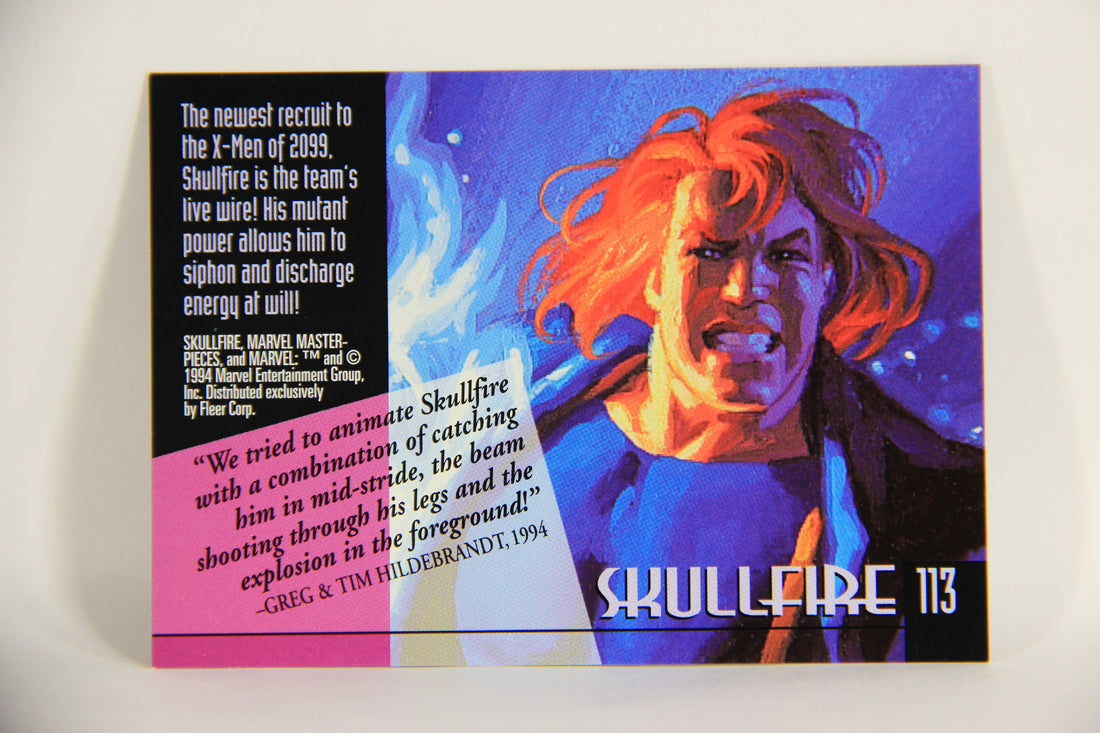 The newest recruit to
the X-Men of 2099,
Skullfire is the team's
live wire! His mutant
power allows him to
siphon and discharge
energy at will!
SKULLFIRE, MARVEL MASTER-
PIECES, and MARVEL: ™ and ©
1994 Marvel Entertainment Group,
Inc. Distributed exclusively
by Fleer Corp.
“We tried to animate Skullfire
with a combination of catching
him in mid-stride, the beam
shooting through his legs and the
explosion in the foreground!”
–GREG & TIM HILDEBRANDT, 1994
SKULLFIRE 113